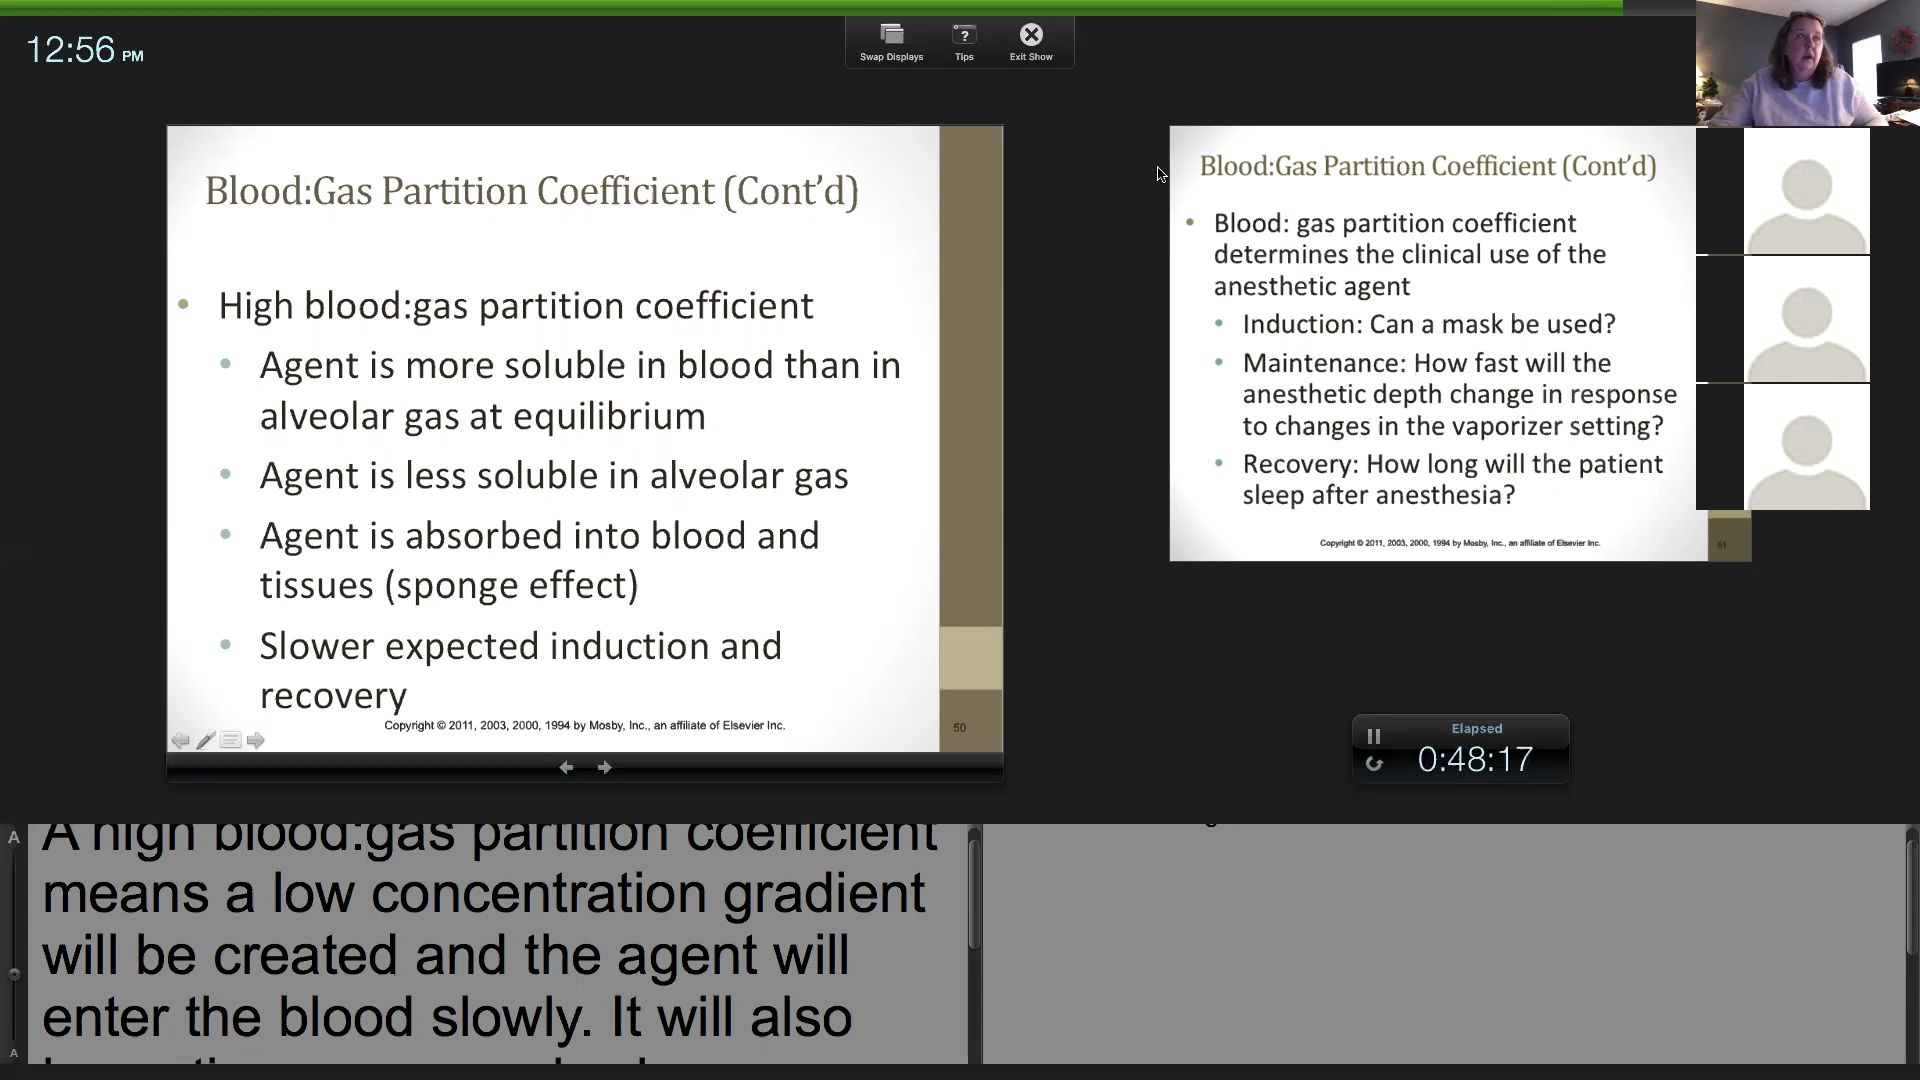 12:56 PM
Swap Displays
?
Tips
Exit Show
Blood:Gas Partition Coefficient (Cont’d)
• High blood:gas partition coefficient
• Agent is more soluble in blood than in
alveolar gas at equilibrium
• Agent is less soluble in alveolar gas
• Agent is absorbed into blood and
tissues (sponge effect)
• Slower expected induction and
recovery
Copyright © 2011, 2003, 2000, 1994 by Mosby, Inc., an affiliate of Elsevier Inc.
50
Blood:Gas Partition Coefficient (Cont’d)
• Blood: gas partition coefficient
determines the clinical use of the
anesthetic agent
• Induction: Can a mask be used?
• Maintenance: How fast will the
anesthetic depth change in response
to changes in the vaporizer setting?
• Recovery: How long will the patient
sleep after anesthesia?
Copyright © 2011, 2003, 2000, 1994 by Mosby, Inc., an affiliate of Elsevier Inc.
51
Elapsed
0:48:17
A
A high blood:gas partition coefficient
means a low concentration gradient
will be created and the agent will
enter the blood slowly. It will also
A